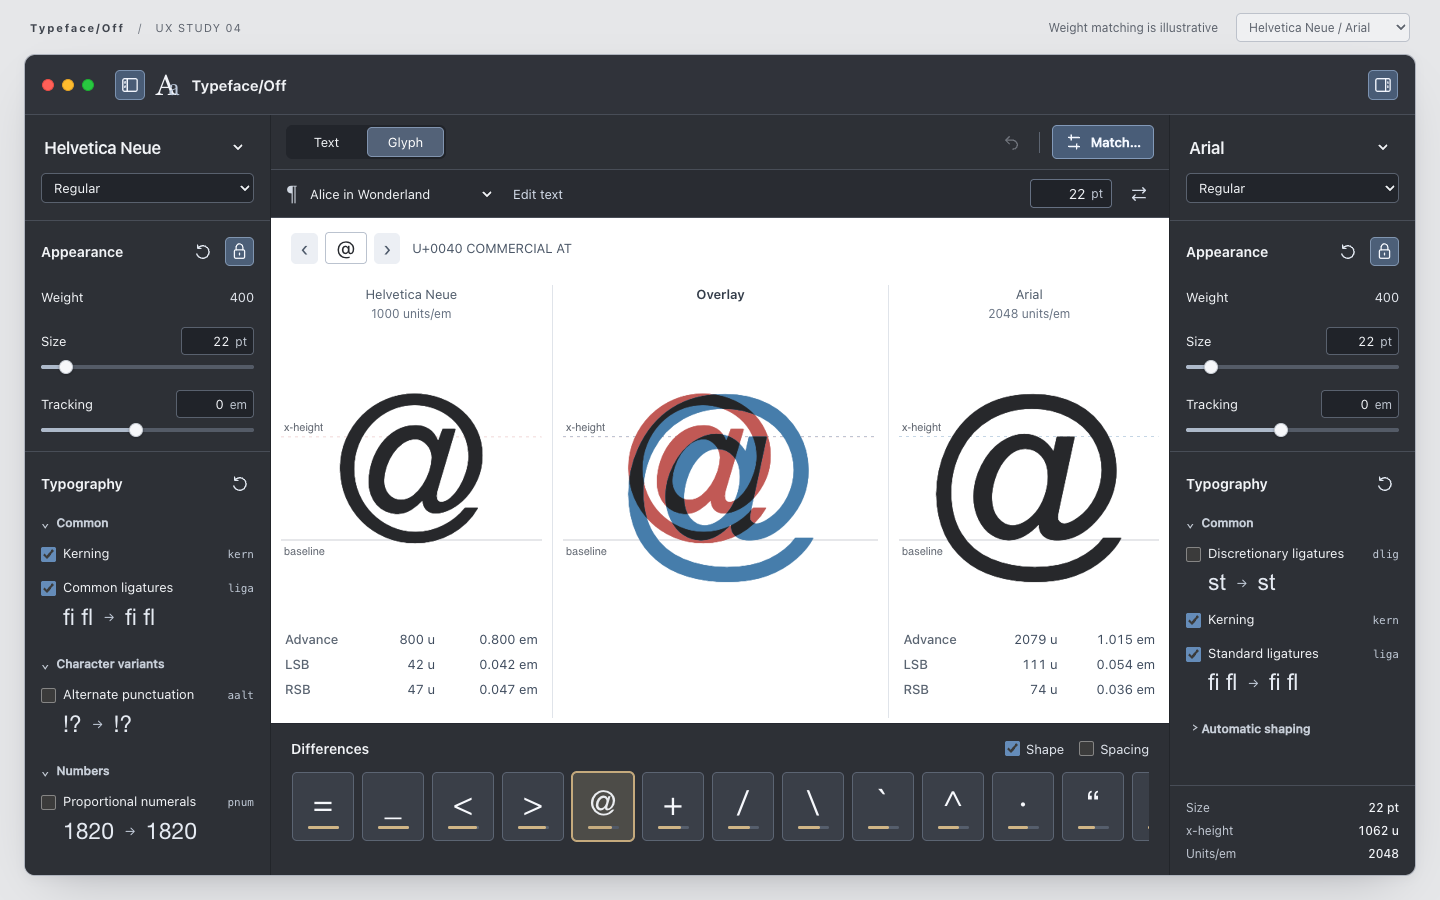 Typeface/Off / UX STUDY 04
Weight matching is illustrative
Helvetica Neue / Arial
Aa Typeface/Off
Helvetica Neue
Regular
Appearance
Weight 400
Size 22 pt
Tracking 0 em
Typography
Common
Kerning kern
Common ligatures liga
fi fl → fi fl
Character variants
Alternate punctuation aalt
!? → !?
Numbers
Proportional numerals pnum
1820 → 1820
Text Glyph
Match...
¶ Alice in Wonderland Edit text
22 pt
‹ @ › U+0040 COMMERCIAL AT
Helvetica Neue
1000 units/em
x-height
@
baseline
Advance 800 u 0.800 em
LSB 42 u 0.042 em
RSB 47 u 0.047 em
Overlay
x-height
@
baseline
Arial
2048 units/em
x-height
@
baseline
Advance 2079 u 1.015 em
LSB 111 u 0.054 em
RSB 74 u 0.036 em
Differences
Shape Spacing
= _ < > @ + / \ ` ^ · “
Arial
Regular
Appearance
Weight 400
Size 22 pt
Tracking 0 em
Typography
Common
Discretionary ligatures dlig
st → st
Kerning kern
Standard ligatures liga
fi fl → fi fl
Automatic shaping
Size 22 pt
x-height 1062 u
Units/em 2048